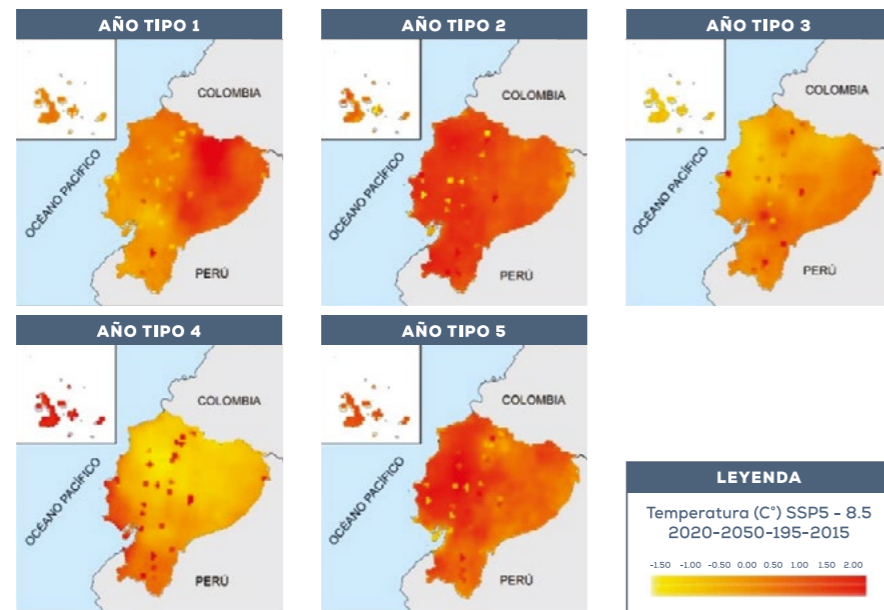 AÑO TIPO 1
COLOMBIA
OCÉANO PACÍFICO
PERÚ
AÑO TIPO 2
COLOMBIA
OCÉANO PACÍFICO
PERÚ
AÑO TIPO 3
COLOMBIA
OCÉANO PACÍFICO
PERÚ
AÑO TIPO 4
COLOMBIA
OCÉANO PACÍFICO
PERÚ
AÑO TIPO 5
COLOMBIA
OCÉANO PACÍFICO
PERÚ
LEYENDA
Temperatura (C°) SSP5 - 8.5
2020-2050-195-2015
-1.50 -1.00 -0.50 0.00 0.50 1.00 1.50 2.00